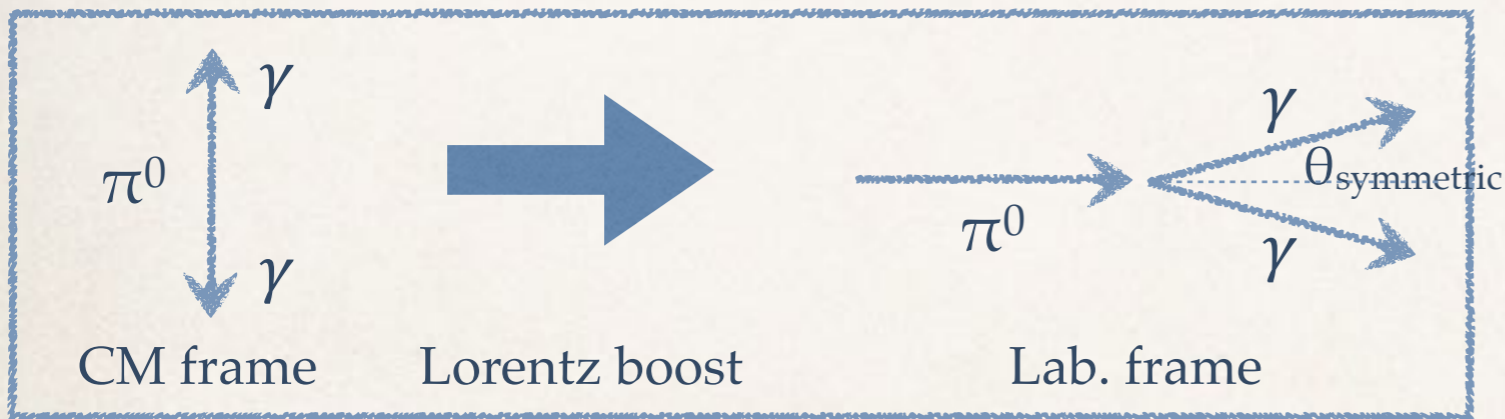 γ
π⁰
γ
CM frame
Lorentz boost
γ
θsymmetric
π⁰
γ
Lab. frame